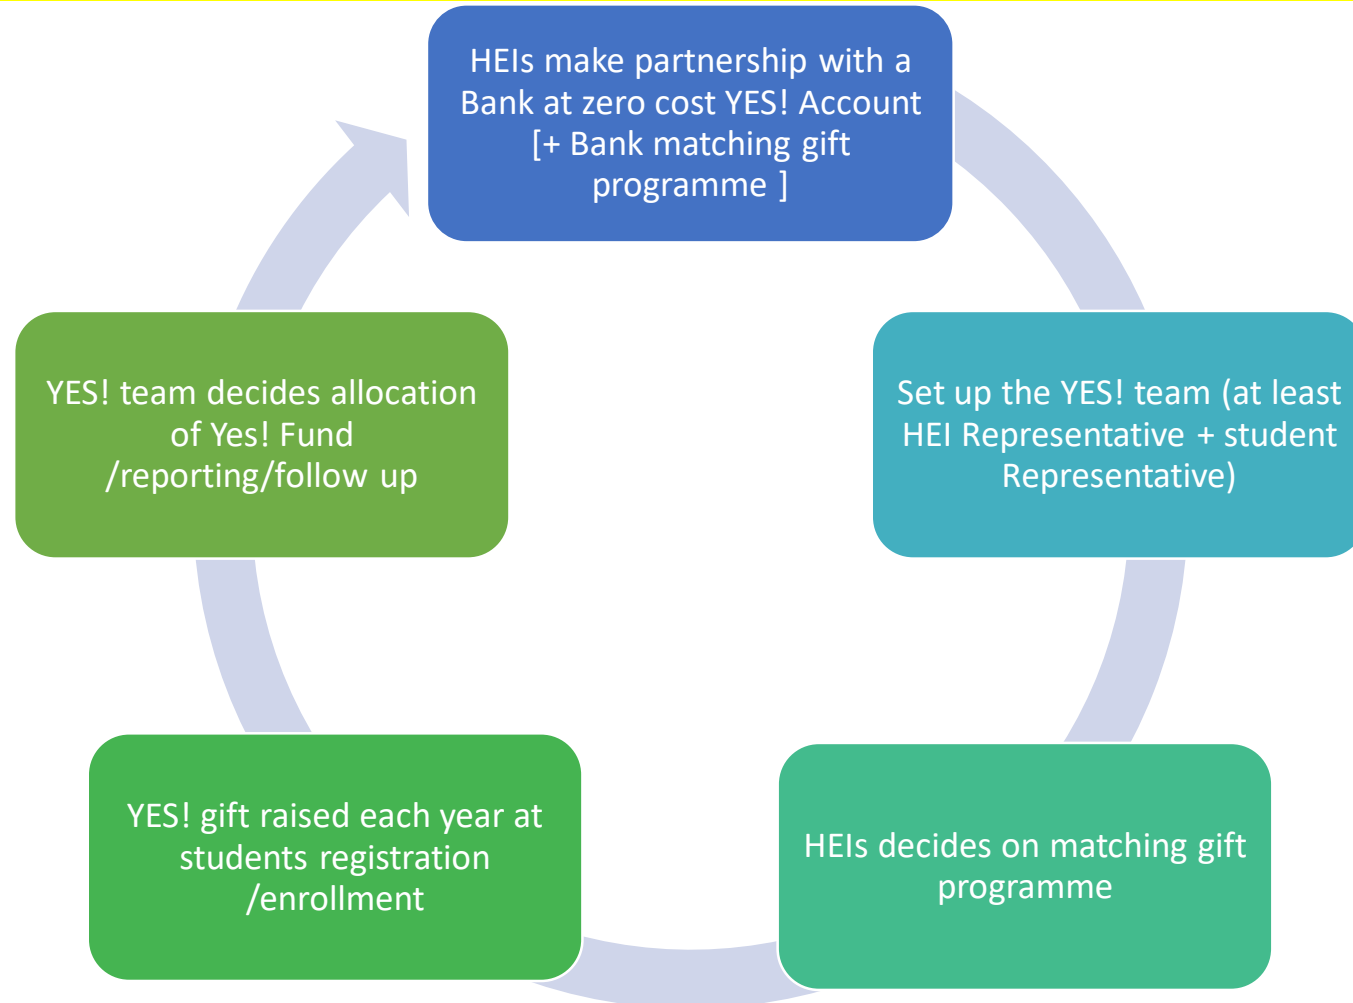 HEIs make partnership with a
Bank at zero cost YES! Account
[+ Bank matching gift
programme ]
Set up the YES! team (at least
HEI Representative + student
Representative)
HEIs decides on matching gift
programme
YES! gift raised each year at
students registration
/enrollment
YES! team decides allocation
of Yes! Fund
/reporting/follow up